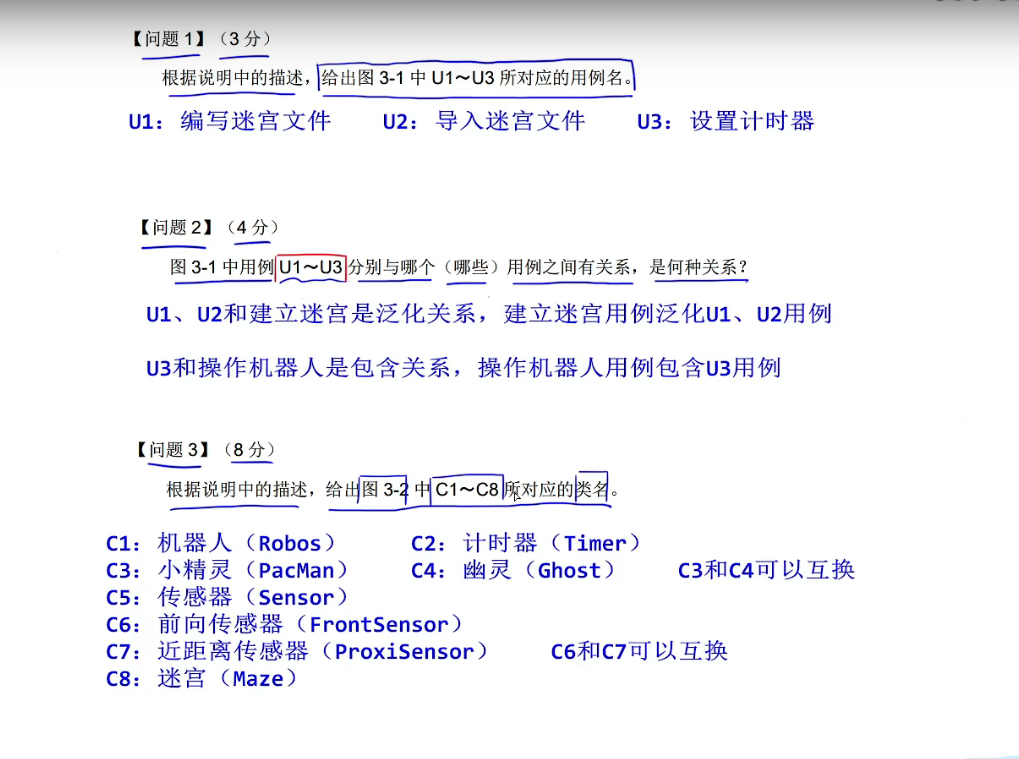 【问题 1】（3 分）
根据说明中的描述，给出图 3-1 中 U1～U3 所对应的用例名。
U1：编写迷宫文件 U2：导入迷宫文件 U3：设置计时器
【问题 2】（4 分）
图 3-1 中用例 U1～U3 分别与哪个（哪些）用例之间有关系，是何种关系？
U1、U2和建立迷宫是泛化关系，建立迷宫用例泛化U1、U2用例
U3和操作机器人是包含关系，操作机器人用例包含U3用例
【问题 3】（8 分）
根据说明中的描述，给出图 3-2 中 C1～C8 所对应的类名。
C1：机器人（Robos） C2：计时器（Timer）
C3：小精灵（PacMan） C4：幽灵（Ghost） C3和C4可以互换
C5：传感器（Sensor）
C6：前向传感器（FrontSensor）
C7：近距离传感器（ProxiSensor） C6和C7可以互换
C8：迷宫（Maze）